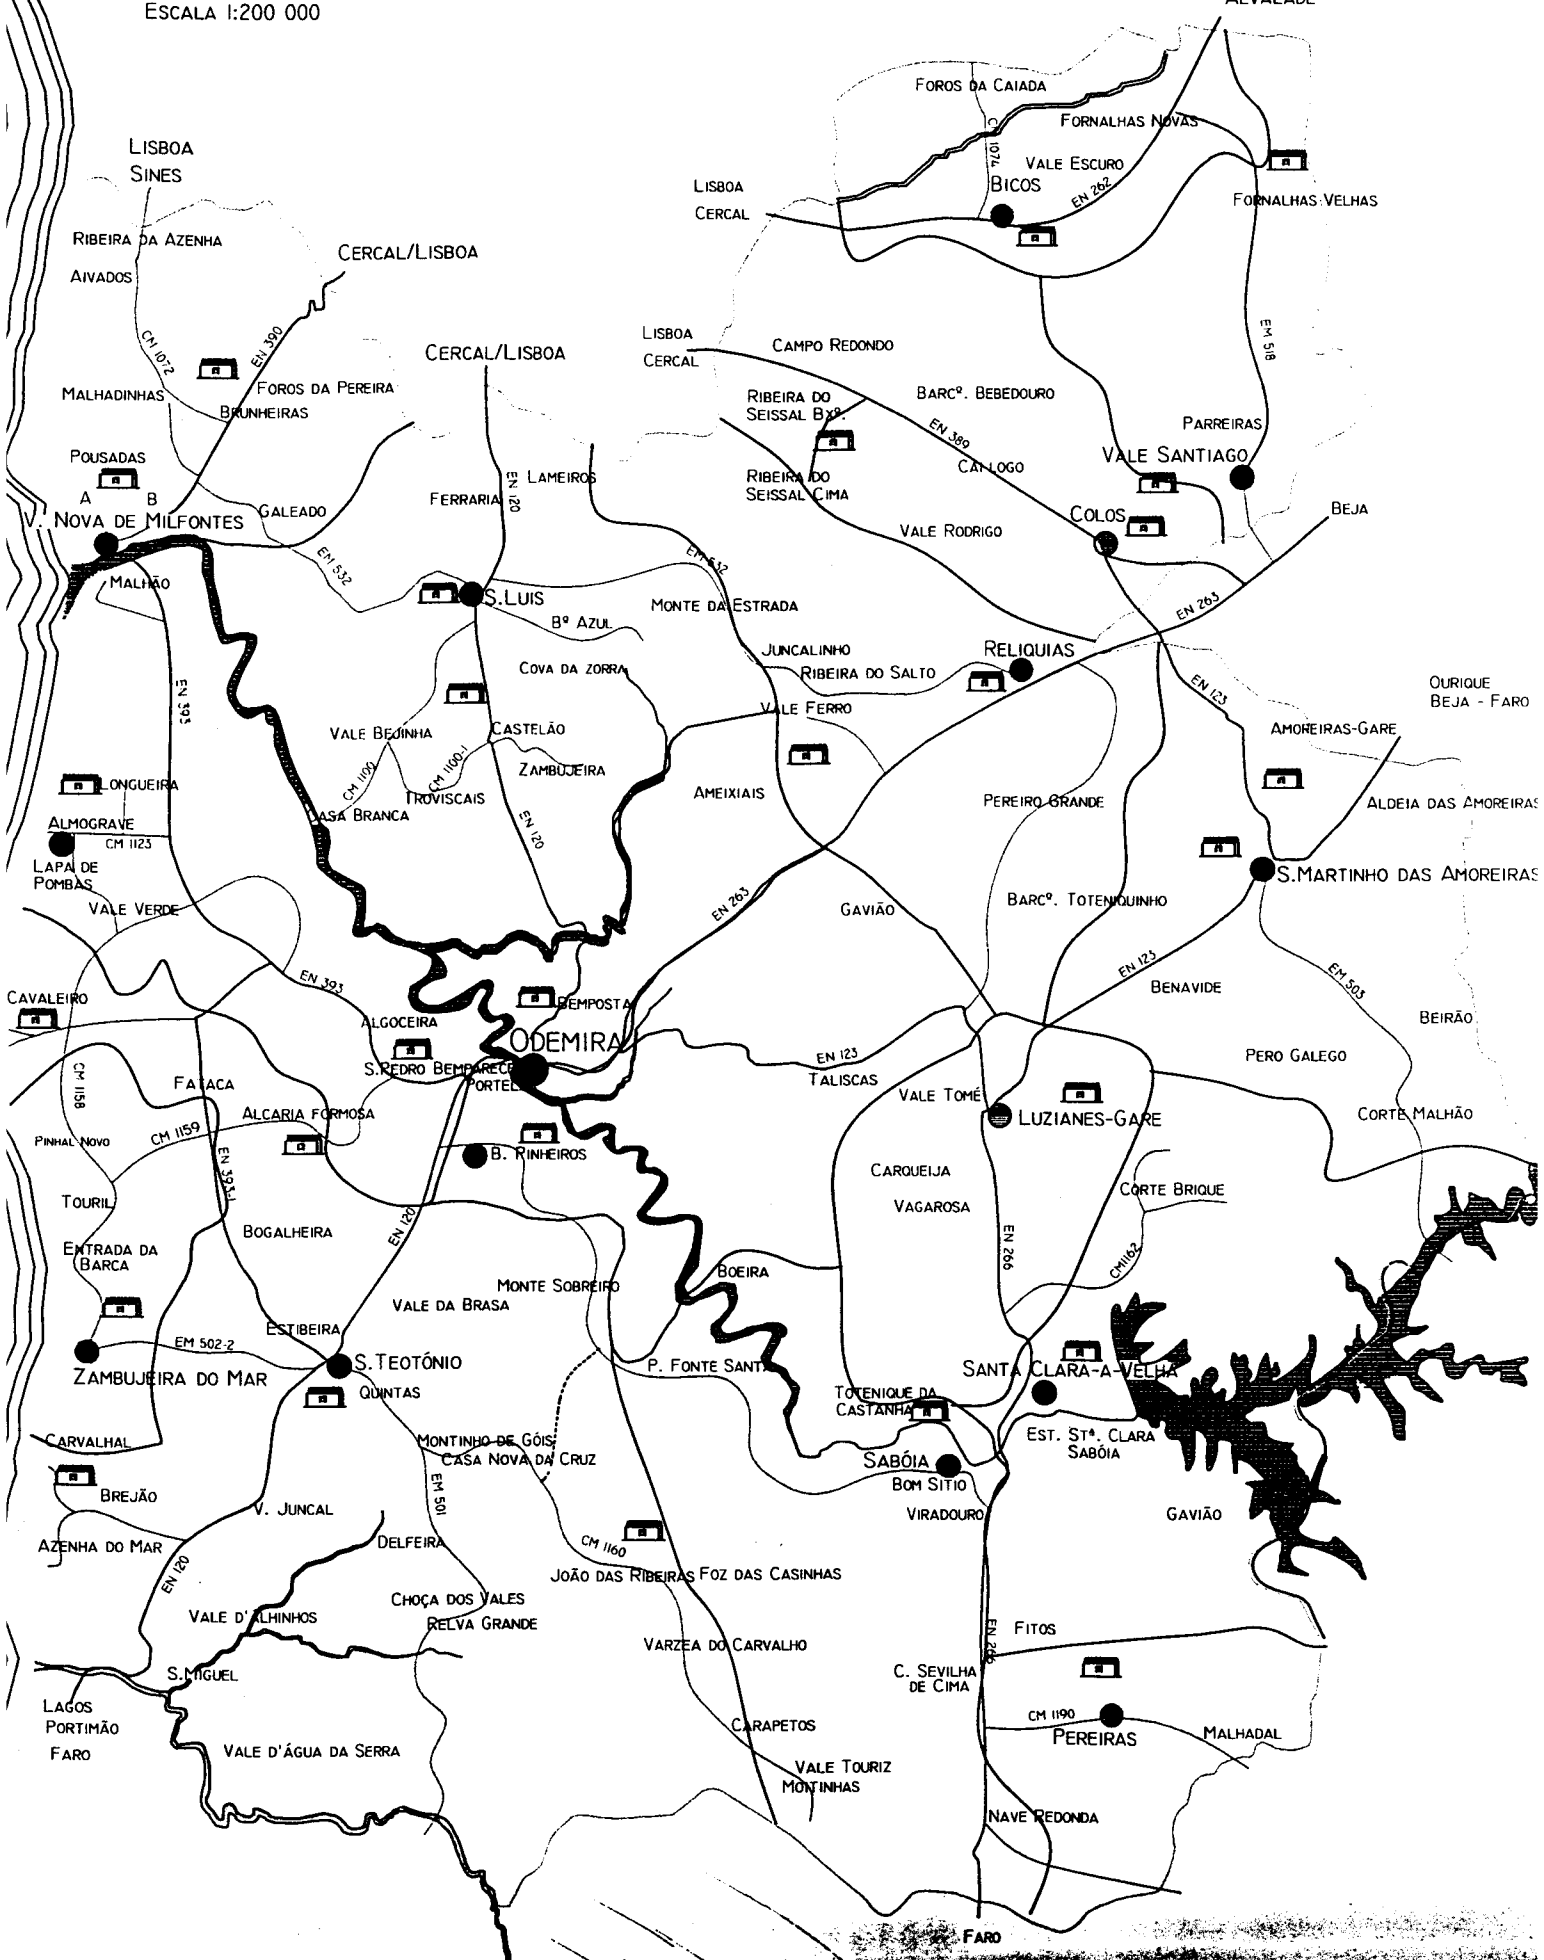 ESCALA 1:200 000
FOROS DA CAIADA
CM 1074
FORNALHAS NOVAS
LISBOA
SINES
VALE ESCURO
LISBOA
CERCAL
BICOS
EN 262
FORNALHAS VELHAS
RIBEIRA DA AZENHA
AIVADOS
CERCAL/LISBOA
CM 1072
EN 390
CERCAL/LISBOA
LISBOA
CERCAL
CAMPO REDONDO
EM 518
MALHADINHAS
FOROS DA PEREIRA
BRUNHEIRAS
RIBEIRA DO
SEISSAL BXº.
BARCº. BEBEDOURO
EN 389
PARREIRAS
POUSADAS
A B
V. NOVA DE MILFONTES
GALEADO
FERRARIA
EN 120
LAMEIROS
RIBEIRA DO
SEISSAL CIMA
VALE SANTIAGO
COLOS
BEJA
VALE RODRIGO
EM 532
EM 532
MALHÃO
S.LUIS
Bº AZUL
MONTE DA ESTRADA
EN 263
JUNCALINHO
RELIQUIAS
RIBEIRA DO SALTO
COVA DA ZORRA
EN 393
EN 123
OURIQUE
BEJA - FARO
VALE FERRO
VALE BEJINHA
CASTELÃO
AMOREIRAS-GARE
ZAMBUJEIRA
CM 1100
CM 1100-1
TROVISCAIS
LONGUEIRA
AMEIXIAIS
PEREIRO GRANDE
ALDEIA DAS AMOREIRAS
CASA BRANCA
ALMOGRAVE
CM 1123
EN 120
LAPA DE
POMBAS
S.MARTINHO DAS AMOREIRAS
VALE VERDE
EN 263
GAVIÃO
BARCº. TOTENIQUINHO
EN 393
EN 123
EM 503
BENAVIDE
CAVALEIRO
BEMPOSTA
ALGOCEIRA
ODEMIRA
BEIRÃO
S.PEDRO BEMPARECE
EN 123
PERO GALEGO
CM 1158
FATACA
TALISCAS
VALE TOMÉ
LUZIANES-GARE
ALCARIA FORMOSA
CM 1159
CORTE MALHÃO
PINHAL NOVO
EN 393-1
B. PINHEIROS
CARQUEIJA
VAGAROSA
CORTE BRIQUE
TOURIL
BOGALHEIRA
EN 120
EN 266
CM1162
ENTRADA DA
BARCA
BOEIRA
MONTE SOBREIRO
VALE DA BRASA
ESTIBEIRA
EM 502-2
S.TEOTÓNIO
ZAMBUJEIRA DO MAR
P. FONTE SANTA
SANTA CLARA-A-VELHA
QUINTAS
TOTENIQUE DA
CASTANHA
CARVALHAL
MONTINHO DE GÓIS
CASA NOVA DA CRUZ
EST. STª. CLARA
SABÓIA
SABÓIA
BOM SITIO
BREJÃO
EM 501
V. JUNCAL
VIRADOURO
GAVIÃO
AZENHA DO MAR
DELFEIRA
CM 1160
EN 120
JOÃO DAS RIBEIRAS
FOZ DAS CASINHAS
CHOÇA DOS VALES
RELVA GRANDE
VALE D'ALHINHOS
FITOS
EN 266
VARZEA DO CARVALHO
S.MIGUEL
C. SEVILHA
DE CIMA
LAGOS
PORTIMÃO
FARO
CARAPETOS
CM 1190
PEREIRAS
MALHADAL
VALE D'ÁGUA DA SERRA
VALE TOURIZ
MOITINHAS
NAVE REDONDA
FARO